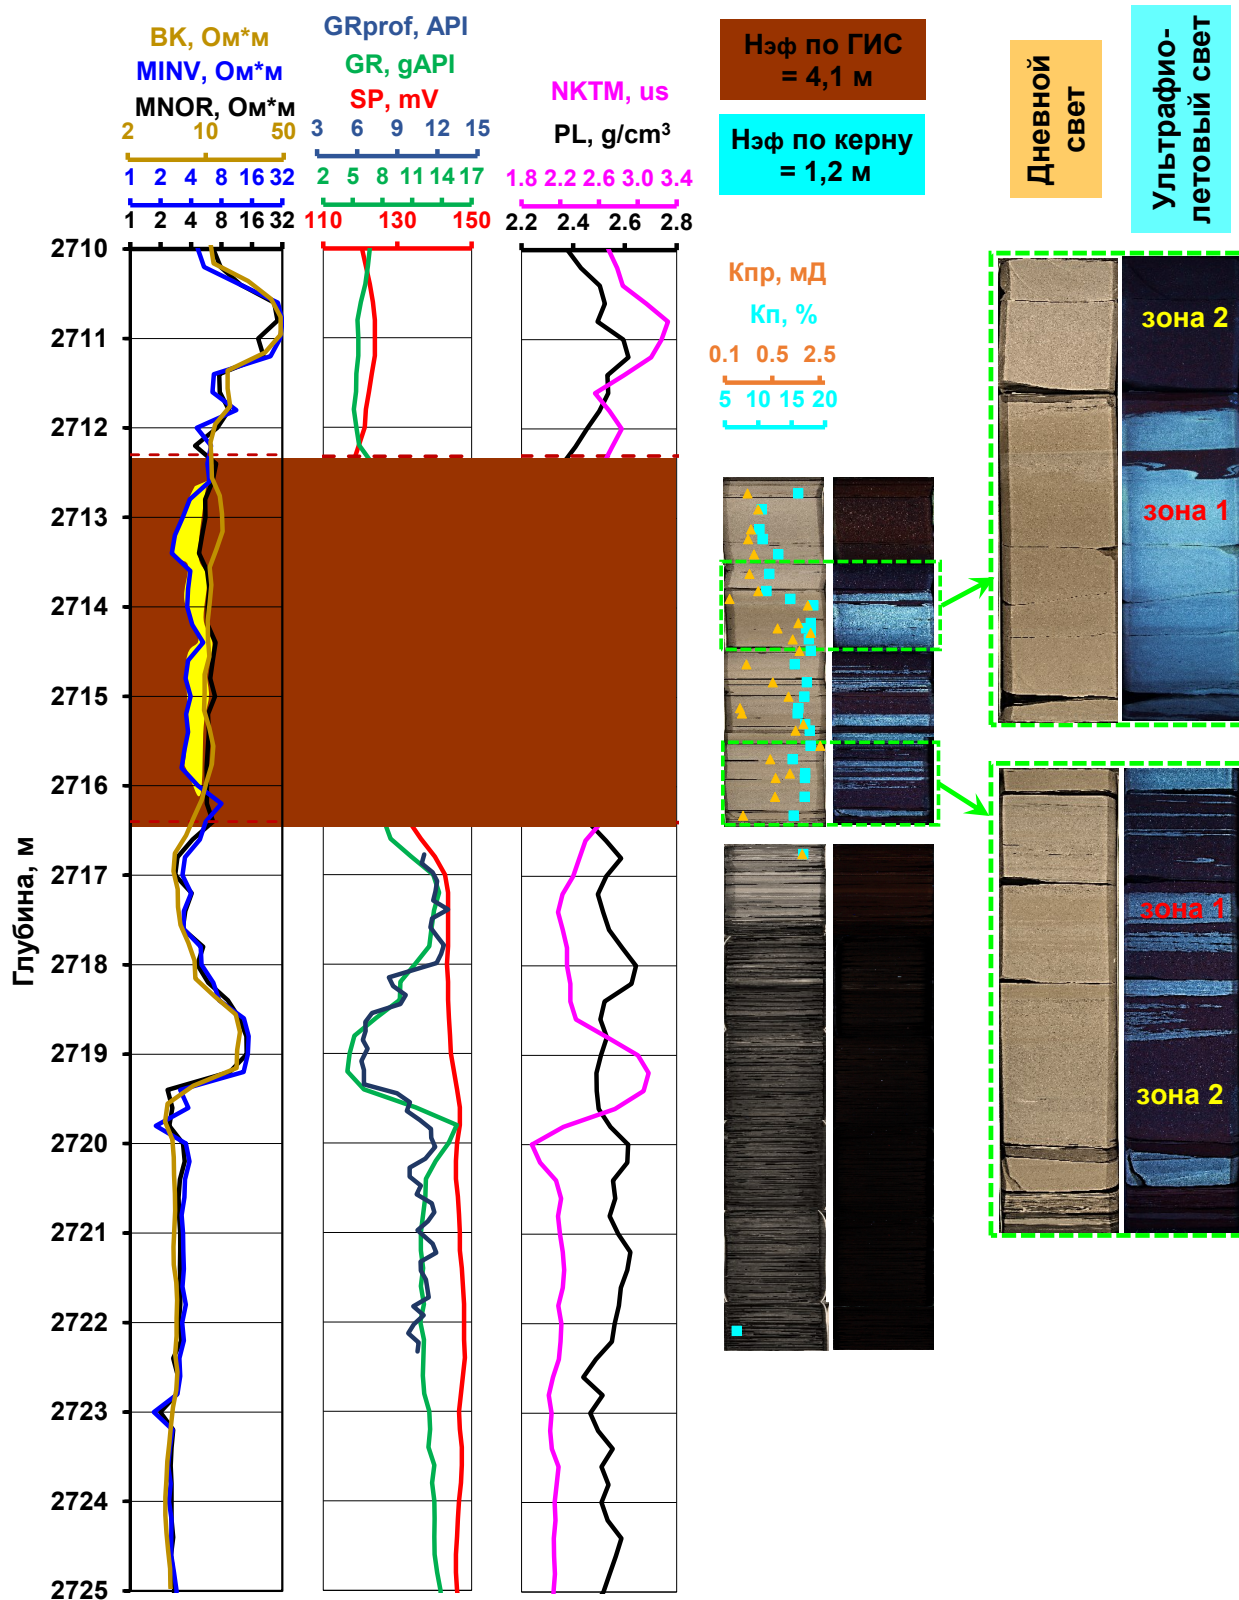 BK, Ом*м
MINV, Ом*м
MNOR, Ом*м
2 10 50
1 2 4 8 16 32
1 2 4 8 16 32
GRprof, API
GR, gAPI
SP, mV
3 6 9 12 15
2 5 8 11 14 17
110 130 150
NKTM, us
PL, g/cm³
1.8 2.2 2.6 3.0 3.4
2.2 2.4 2.6 2.8
Нэф по ГИС
= 4,1 м
Нэф по керну
= 1,2 м
Кпр, мД
Кп, %
0.1 0.5 2.5
5 10 15 20
Дневной
свет
Ультрафио-
летовый свет
зона 2
зона 1
зона 1
зона 2
Глубина, м
2710
2711
2712
2713
2714
2715
2716
2717
2718
2719
2720
2721
2722
2723
2724
2725